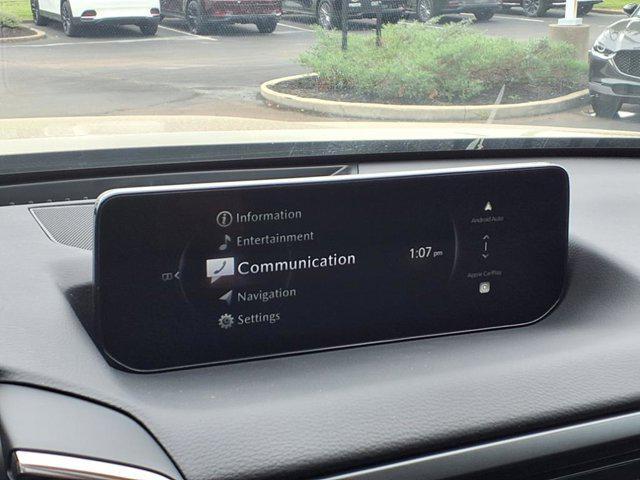 Information
Entertainment
Communication
Navigation
Settings
1:07 pm
Android Auto
Apple CarPlay